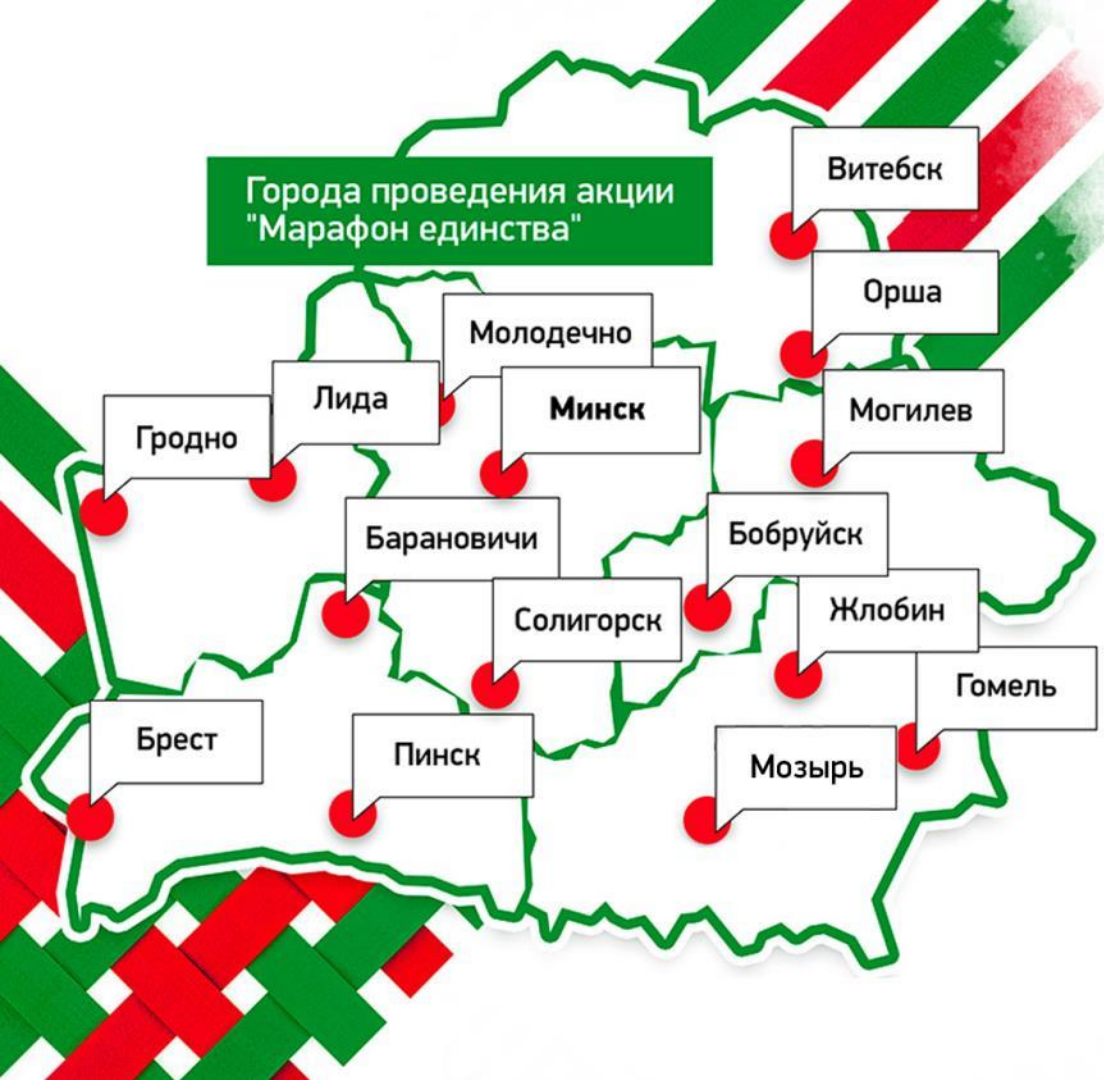 Города проведения акции
"Марафон единства"
Витебск
Орша
Молодечно
Лида
Минск
Могилев
Гродно
Барановичи
Бобруйск
Солигорск
Жлобин
Гомель
Брест
Пинск
Мозырь